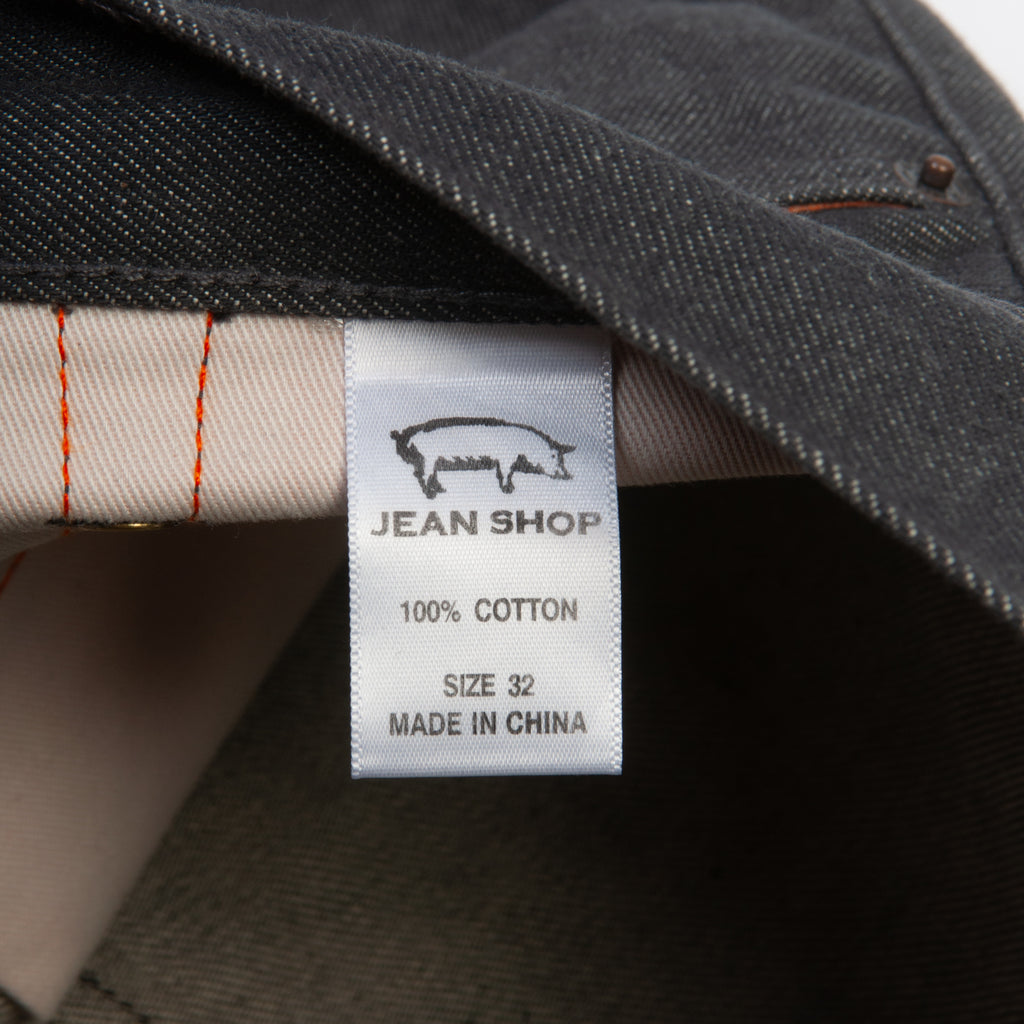 JEAN SHOP
100% COTTON
SIZE 32
MADE IN CHINA